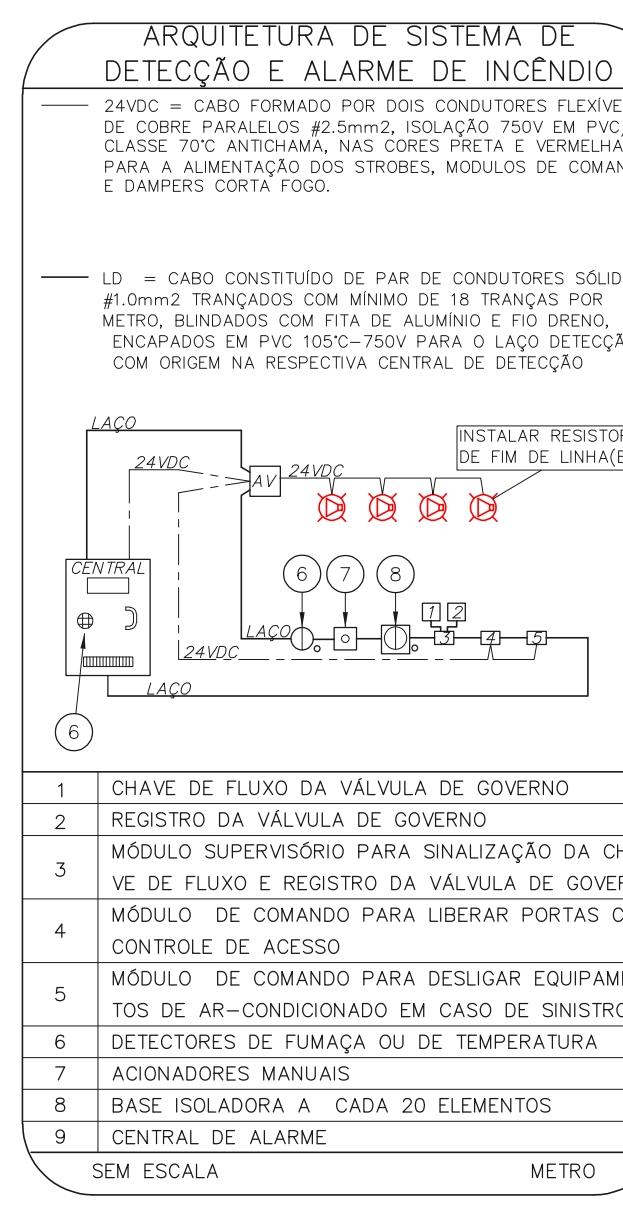 ARQUITETURA DE SISTEMA DE
DETECÇÃO E ALARME DE INCÊNDIO
24VDC = CABO FORMADO POR DOIS CONDUTORES FLEXÍVE
DE COBRE PARALELOS #2.5mm2, ISOLAÇÃO 750V EM PVC,
CLASSE 70°C ANTICHAMA, NAS CORES PRETA E VERMELHA
PARA A ALIMENTAÇÃO DOS STROBES, MODULOS DE COMAN
E DAMPERS CORTA FOGO.
LD = CABO CONSTITUÍDO DE PAR DE CONDUTORES SÓLID
#1.0mm2 TRANÇADOS COM MÍNIMO DE 18 TRANÇAS POR
METRO, BLINDADOS COM FITA DE ALUMÍNIO E FIO DRENO,
ENCAPADOS EM PVC 105°C-750V PARA O LAÇO DETECÇÃ
COM ORIGEM NA RESPECTIVA CENTRAL DE DETECÇÃO
LAÇO
INSTALAR RESISTOR
DE FIM DE LINHA(E
24VDC
24VDC
AV
CENTRAL
6
7
8
1
2
LAÇO
3
4
5
24VDC
LAÇO
6
1 CHAVE DE FLUXO DA VÁLVULA DE GOVERNO
2 REGISTRO DA VÁLVULA DE GOVERNO
3 MÓDULO SUPERVISÓRIO PARA SINALIZAÇÃO DA CH
VE DE FLUXO E REGISTRO DA VÁLVULA DE GOVER
4 MÓDULO DE COMANDO PARA LIBERAR PORTAS C
CONTROLE DE ACESSO
5 MÓDULO DE COMANDO PARA DESLIGAR EQUIPAME
TOS DE AR-CONDICIONADO EM CASO DE SINISTRO
6 DETECTORES DE FUMAÇA OU DE TEMPERATURA
7 ACIONADORES MANUAIS
8 BASE ISOLADORA A CADA 20 ELEMENTOS
9 CENTRAL DE ALARME
SEM ESCALA METRO